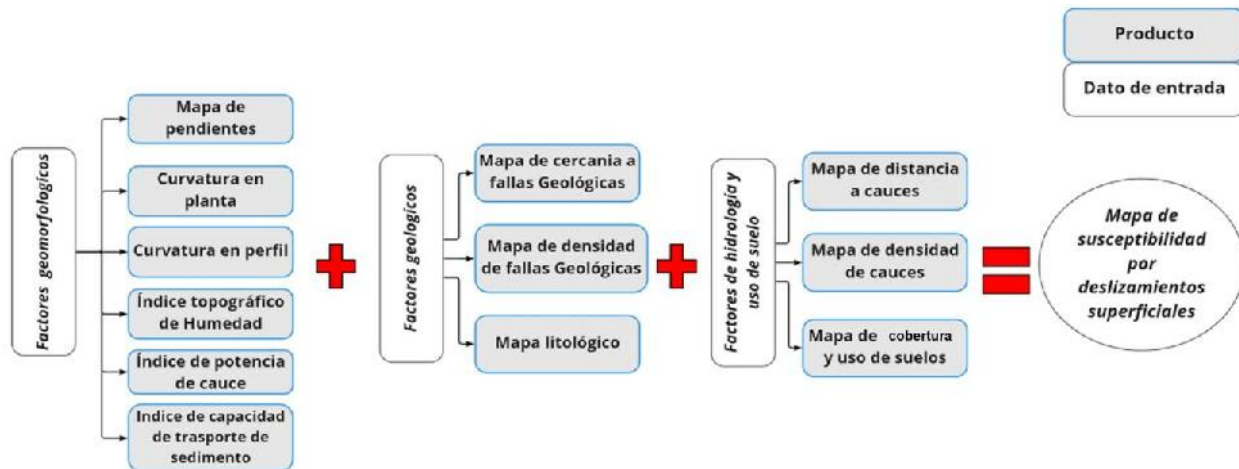 Producto
Dato de entrada
Factores geomorfologicos
Mapa de
pendientes
Curvatura en
planta
Curvatura en perfil
Índice topográfico
de Humedad
Índice de potencia
de cauce
Indice de capacidad
de trasporte de
sedimento
Factores geologicos
Mapa de cercania a
fallas Geológicas
Mapa de densidad
de fallas Geológicas
Mapa litológico
Factores de hidrologia y
uso de suelo
Mapa de distancia
a cauces
Mapa de densidad
de cauces
Mapa de cobertura
y uso de suelos
Mapa de
susceptibilidad
por
deslizamientos
superficiales